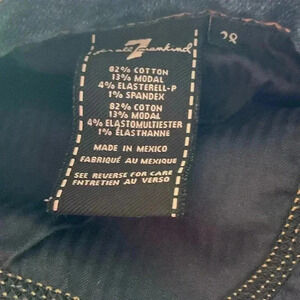 7 for all mankind
28
82% COTTON
13% MODAL
4% ELASTERELL-P
1% SPANDEX
82% COTON
13% MODAL
4% ELASTOMULTIESTER
1% ÉLASTHANNE
MADE IN MEXICO
FABRIQUÉ AU MEXIQUE
SEE REVERSE FOR CARE
ENTRETIEN AU VERSO